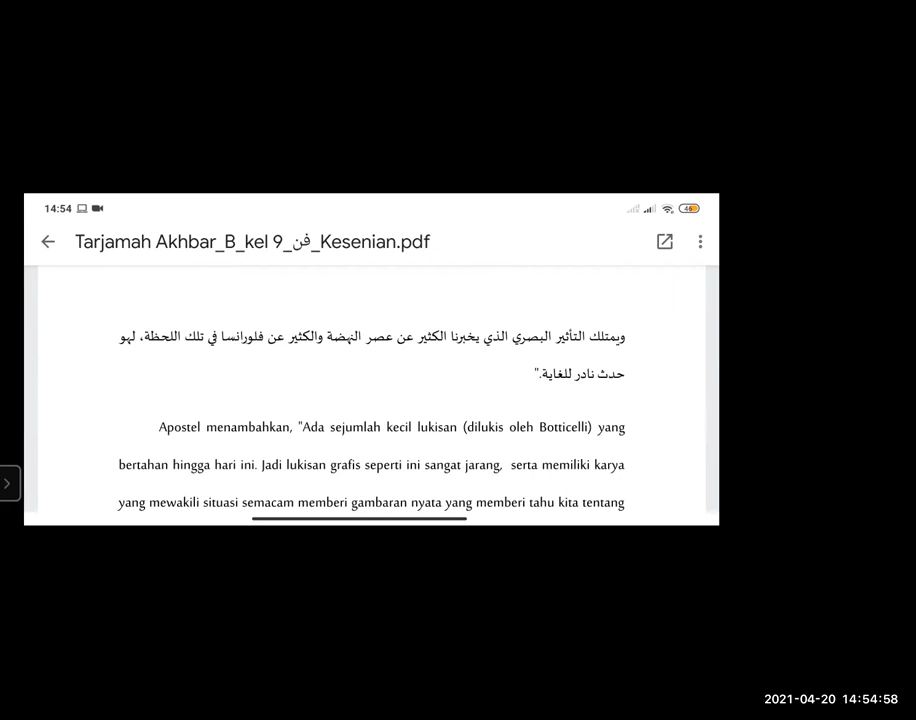 14:54
46
Tarjamah Akhbar_B_kel 9_فن_Kesenian.pdf
ويمتلك التأثير البصري الذي يخبرنا الكثير عن عصر النهضة والكثير عن فلورانسا في تلك اللحظة، لهو
حدث نادر للغاية."
Apostel menambahkan, "Ada sejumlah kecil lukisan (dilukis oleh Botticelli) yang
bertahan hingga hari ini. Jadi lukisan grafis seperti ini sangat jarang, serta memiliki karya
yang mewakili situasi semacam memberi gambaran nyata yang memberi tahu kita tentang
2021-04-20 14:54:58